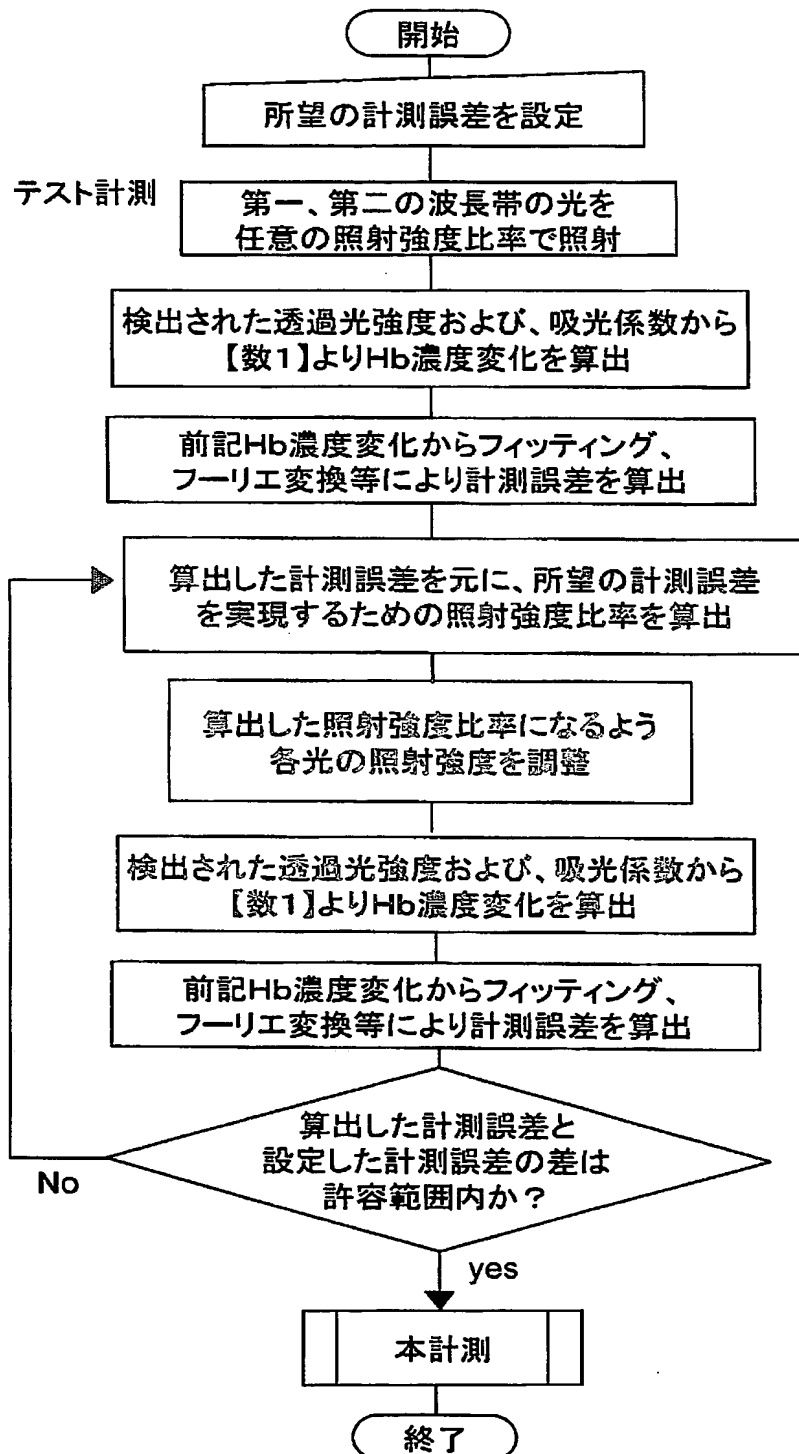 開始
所望の計測誤差を設定
テスト計測
第一、第二の波長帯の光を
任意の照射強度比率で照射
検出された透過光強度および、吸光係数から
【数1】よりHb濃度変化を算出
前記Hb濃度変化からフィッティング、
フーリエ変換等により計測誤差を算出
算出した計測誤差を元に、所望の計測誤差
を実現するための照射強度比率を算出
算出した照射強度比率になるよう
各光の照射強度を調整
検出された透過光強度および、吸光係数から
【数1】よりHb濃度変化を算出
前記Hb濃度変化からフィッティング、
フーリエ変換等により計測誤差を算出
算出した計測誤差と
設定した計測誤差の差は
許容範囲内か?
No
yes
本計測
終了